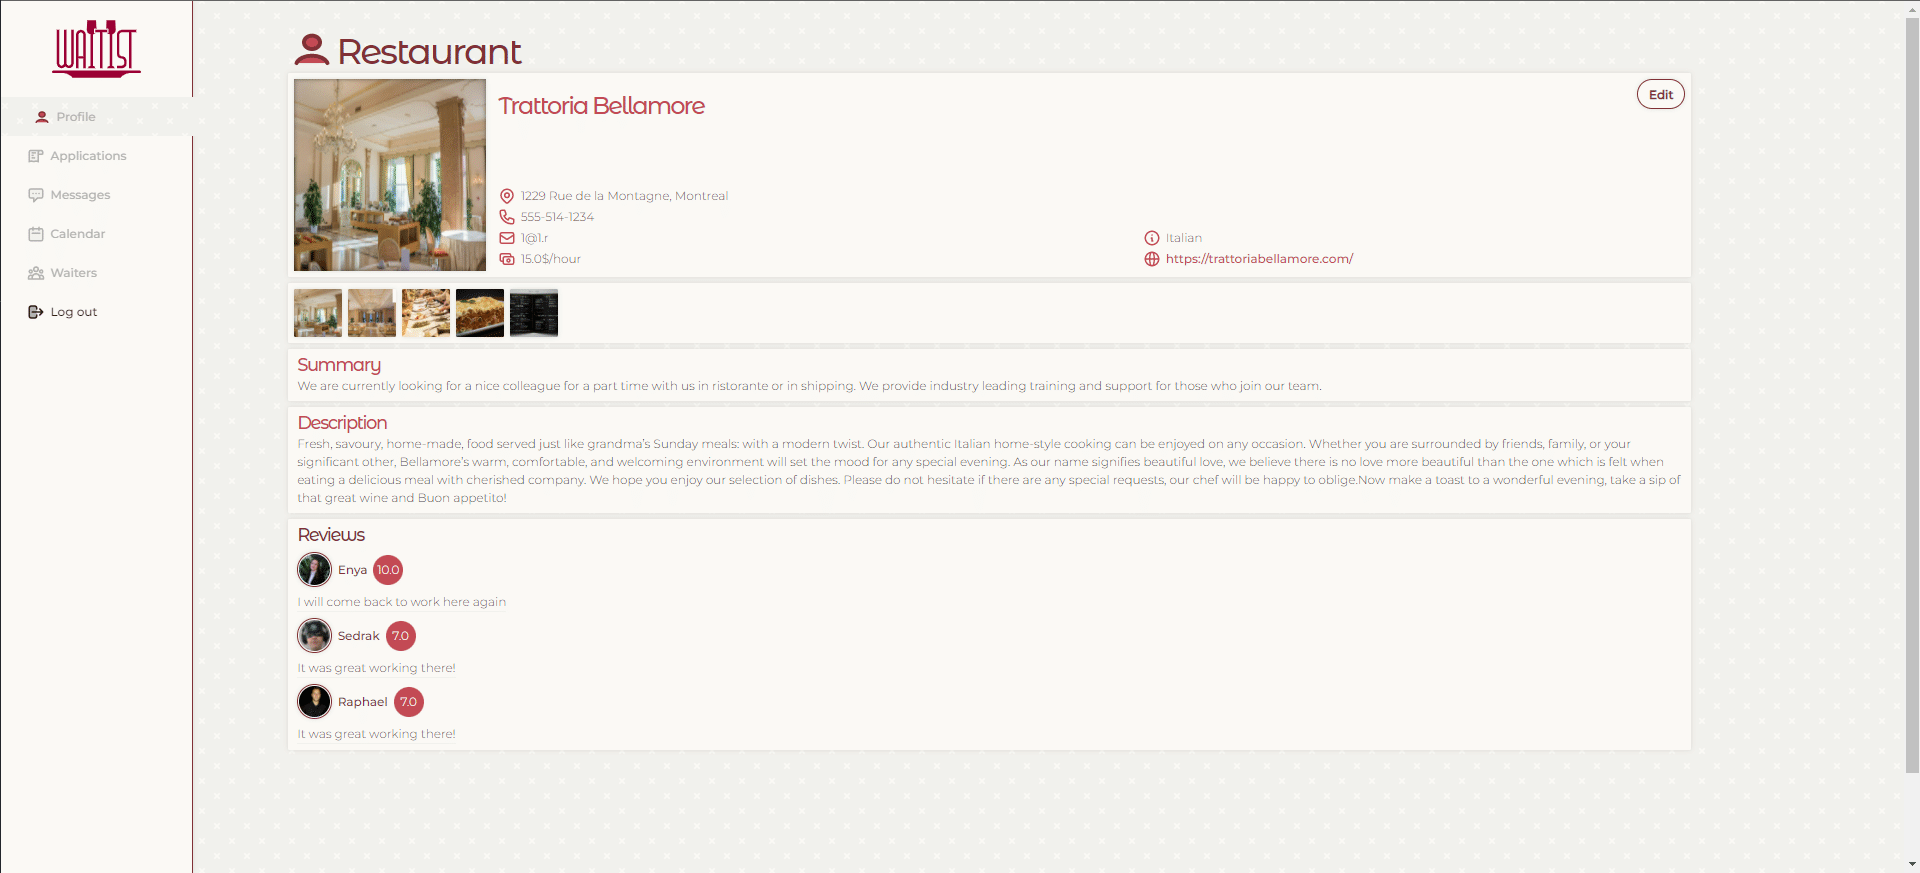 WAITIST
Profile
Applications
Messages
Calendar
Waiters
Log out
Restaurant
Trattoria Bellamore
Edit
1229 Rue de la Montagne, Montreal
555-514-1234
1@1.r
15.0$/hour
Italian
https://trattoriabellamore.com/
Summary
We are currently looking for a nice colleague for a part time with us in ristorante or in shipping. We provide industry leading training and support for those who join our team.
Description
Fresh, savoury, home-made, food served just like grandma's Sunday meals: with a modern twist. Our authentic Italian home-style cooking can be enjoyed on any occasion. Whether you are surrounded by friends, family, or your
significant other, Bellamore's warm, comfortable, and welcoming environment will set the mood for any special evening. As our name signifies beautiful love, we believe there is no love more beautiful than the one which is felt when
eating a delicious meal with cherished company. We hope you enjoy our selection of dishes. Please do not hesitate if there are any special requests, our chef will be happy to oblige.Now make a toast to a wonderful evening, take a sip of
that great wine and Buon appetito!
Reviews
Enya 10.0
I will come back to work here again
Sedrak 7.0
It was great working there!
Raphael 7.0
It was great working there!